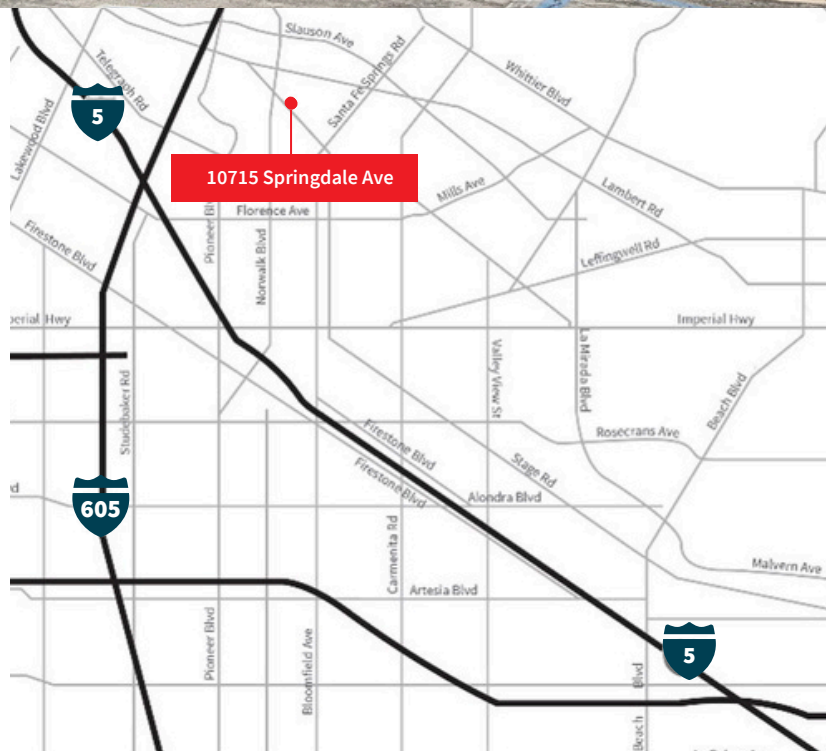 Slauson Ave
Santa Fe Springs Rd
Telegraph Rd
Whittier Blvd
5
Lakewood Blvd
10715 Springdale Ave
Mills Ave
Lambert Rd
Florence Ave
Pioneer Bl
Firestone Blvd
Norwalk Blvd
Leffingwell Rd
erial Hwy
Imperial Hwy
Valley View St
La Mirada Blvd
Studebaker Rd
Beach Blvd
Firestone Blvd
Rosecrans Ave
Firestone Blvd
Stage Rd
605
Alondra Blvd
Carmenita Rd
Malvern Ave
Artesia Blvd
Pioneer Blvd
Bloomfield Ave
5
Blvd
Beach